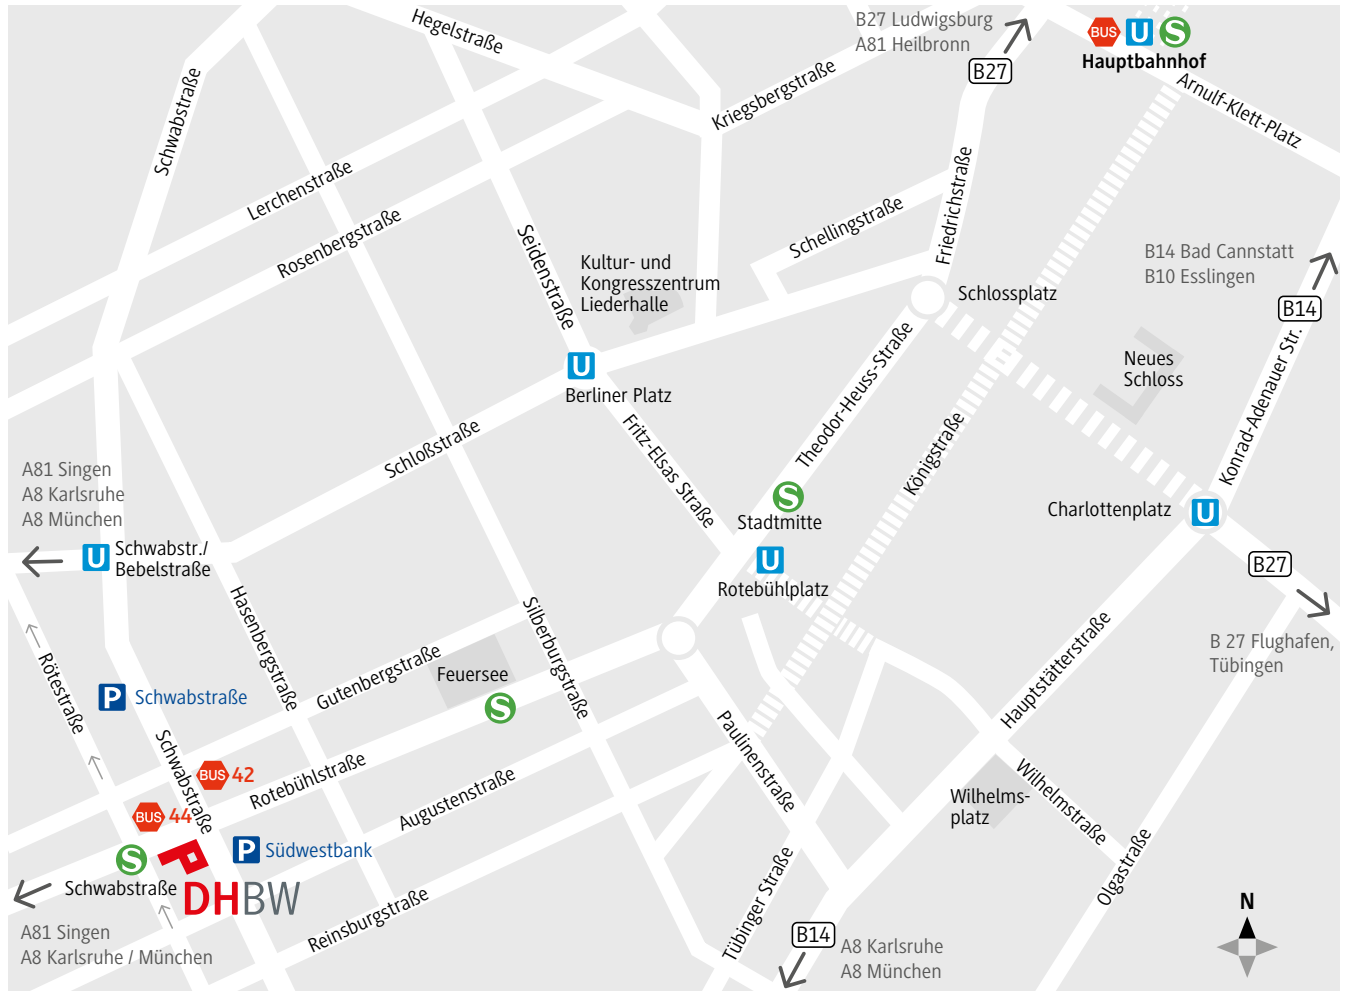 Hegelstraße
B27 Ludwigsburg
A81 Heilbronn
B27
BUS
U
S
Hauptbahnhof
Arnulf-Klett-Platz
Kriegsbergstraße
Schwabstraße
Lerchenstraße
Rosenbergstraße
Seidenstraße
Kultur- und
Kongresszentrum
Liederhalle
Schellingstraße
Friedrichstraße
Schlossplatz
B14 Bad Cannstatt
B10 Esslingen
B14
Neues
Schloss
Konrad-Adenauer Str.
U
Berliner Platz
Theodor-Heuss-Straße
Königstraße
Schloßstraße
Fritz-Elsas Straße
S
Stadtmitte
U
Rotebühlplatz
Charlottenplatz
U
B27
B 27 Flughafen,
Tübingen
A81 Singen
A8 Karlsruhe
A8 München
U
Schwabstr./
Bebelstraße
Hasenbergstraße
Silberburgstraße
Rötestraße
Gutenbergstraße
Feuersee
S
P
Schwabstraße
Hauptstätterstraße
Paulinenstraße
Schwabstraße
BUS
42
Rotebühlstraße
Augustenstraße
BUS
44
Wilhelms-
platz
Wilhelmstraße
Olgastraße
S
Schwabstraße
P
Südwestbank
DHBW
Reinsburgstraße
Tübinger Straße
B14
A8 Karlsruhe
A8 München
A81 Singen
A8 Karlsruhe / München
N